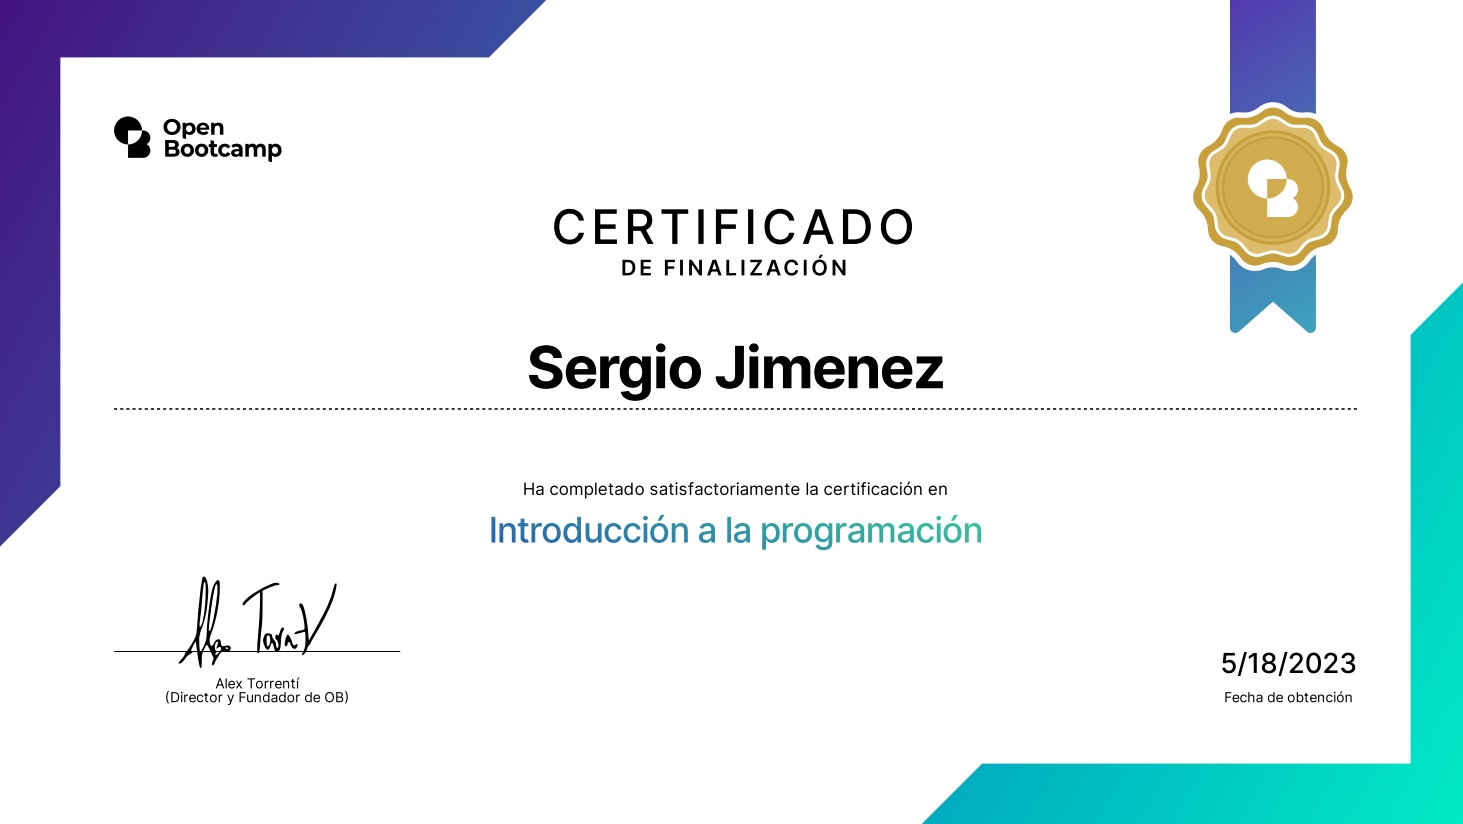 Open
Bootcamp
CERTIFICADO
DE FINALIZACIÓN
Sergio Jimenez
Ha completado satisfactoriamente la certificación en
Introducción a la programación
Alex Torrentí
(Director y Fundador de OB)
5/18/2023
Fecha de obtención